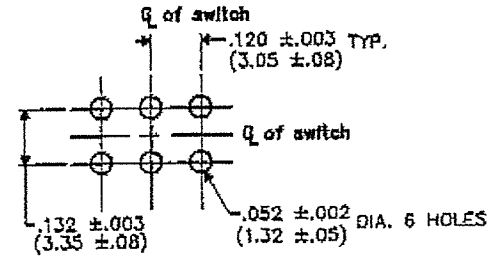 ℄ of switch
.120 ±.003 TYP.
(3.05 ±.08)
℄ of switch
.132 ±.003
(3.35 ±.08)
.052 ±.002 DIA. 6 HOLES
(1.32 ±.05)